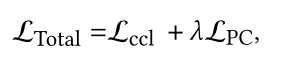 ℒ_Total = ℒ_ccl + λℒ_PC,